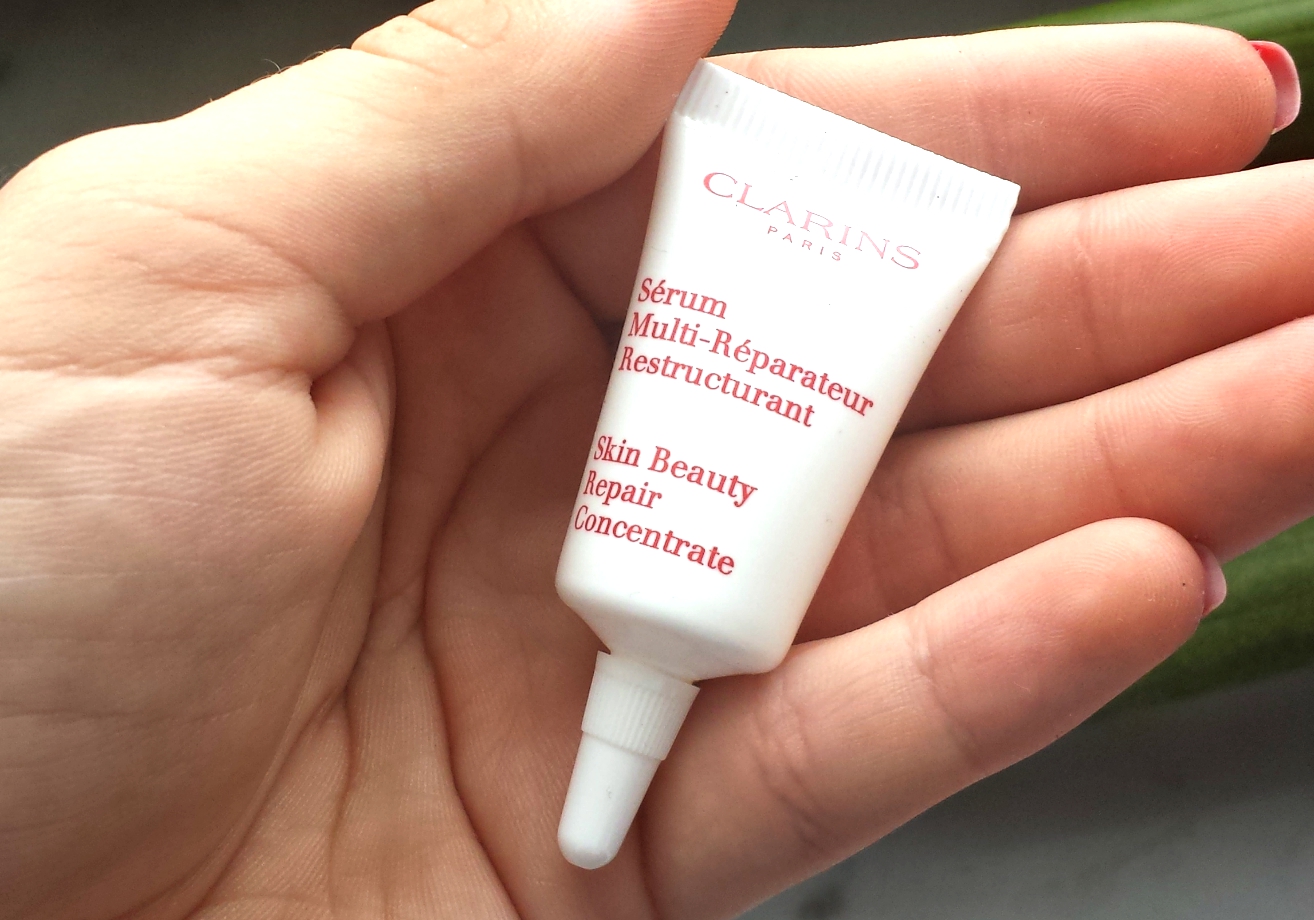 CLARINS
PARIS
Sérum
Multi-Réparateur
Restructurant
Skin Beauty
Repair
Concentrate